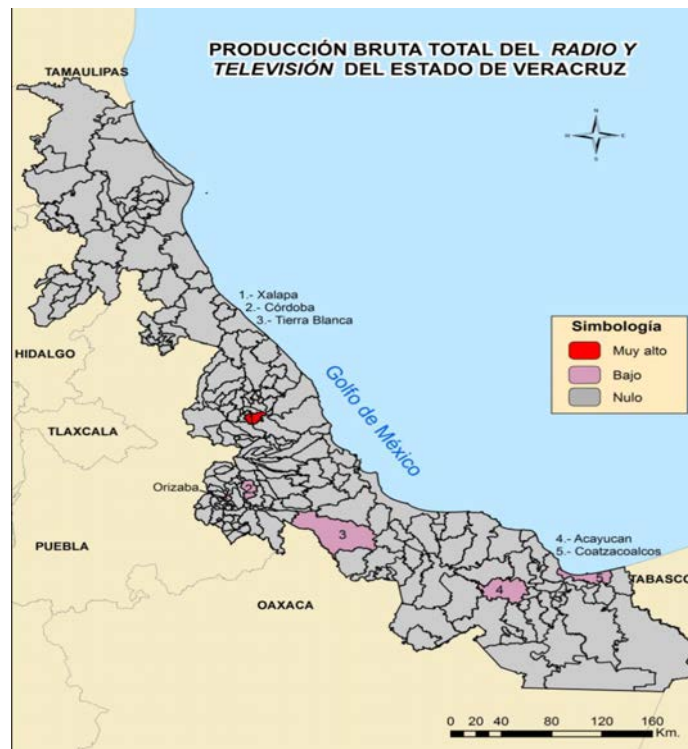 PRODUCCIÓN BRUTA TOTAL DEL RADIO Y
TELEVISIÓN DEL ESTADO DE VERACRUZ
TAMAULIPAS
N
E
S
1.- Xalapa
2.- Córdoba
3.- Tierra Blanca
Simbología
Muy alto
Bajo
Nulo
HIDALGO
Golfo de México
TLAXCALA
Orizaba
2
3
PUEBLA
4.- Acayucan
5.- Coatzacoalcos
5
TABASCO
4
OAXACA
0 20 40 80 120 160
Km.